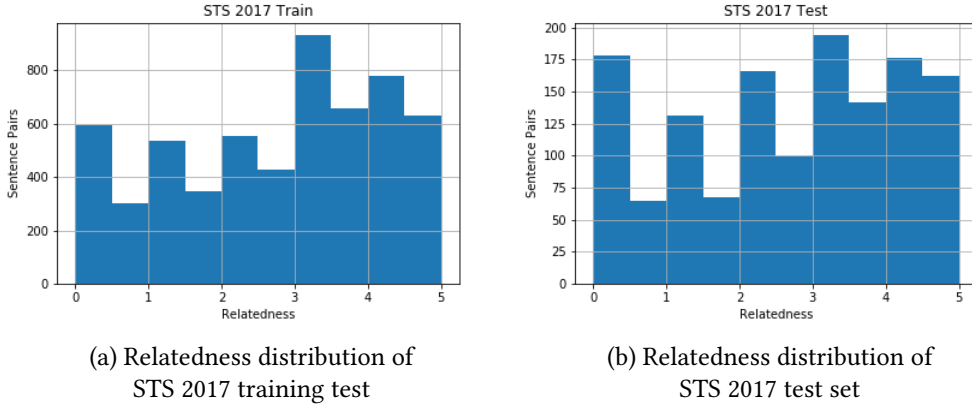 STS 2017 Train
Sentence Pairs
800
600
400
200
0
0 1 2 3 4 5
Relatedness
(a) Relatedness distribution of
STS 2017 training test
STS 2017 Test
Sentence Pairs
200
175
150
125
100
75
50
25
0
0 1 2 3 4 5
Relatedness
(b) Relatedness distribution of
STS 2017 test set